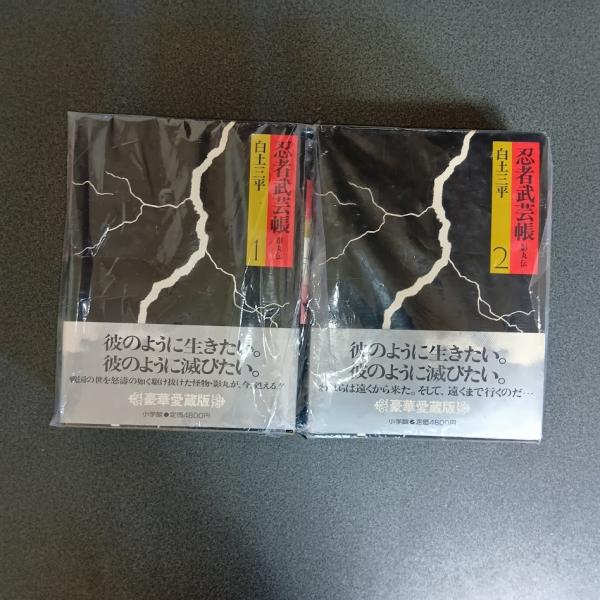 忍者武芸帳
影丸伝
白土三平
1
彼のように生きたい。
彼のように滅びたい。
戦国の世を怒濤の如く駆け抜けた怪物・影丸が、今、甦える!!
豪華愛蔵版
小学館 定価4800円
忍者武芸帳
影丸伝
白土三平
2
彼のように生きたい。
彼のように滅びたい。
らは遠くから来た。そして、遠くまで行くのだ…
豪華愛蔵版
小学館 定価4800円